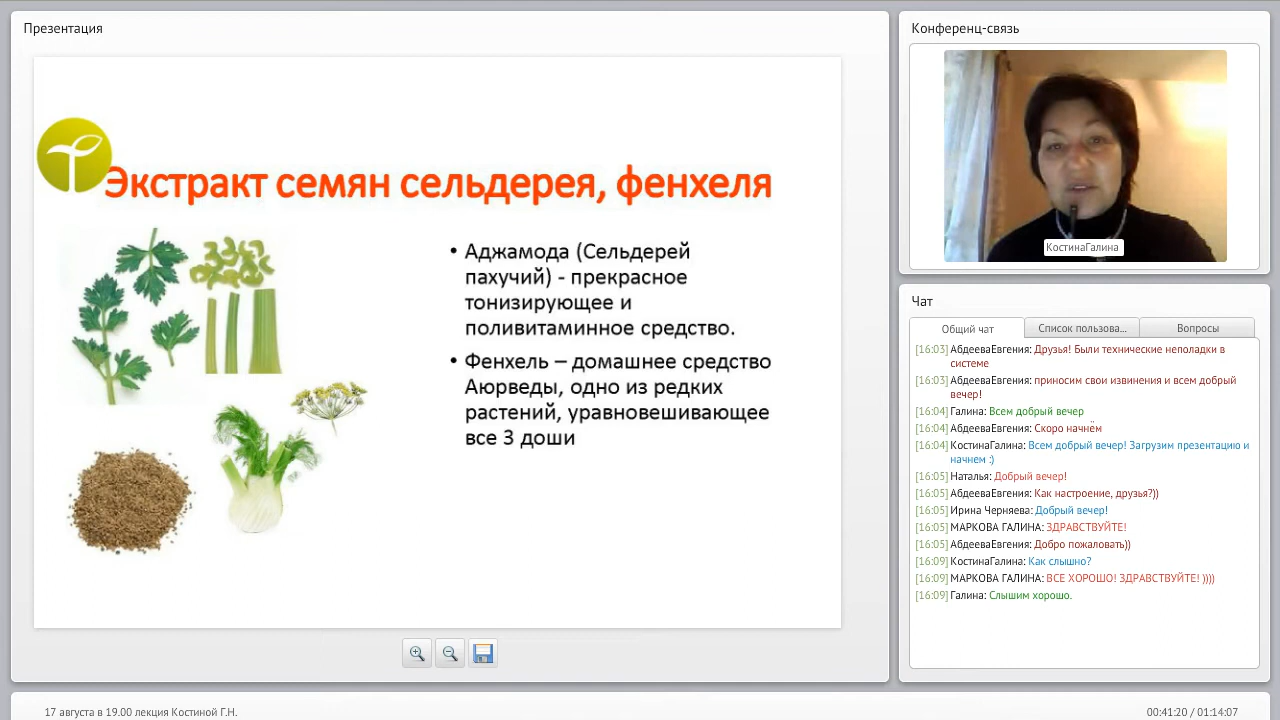 Презентация
Экстракт семян сельдерея, фенхеля
• Аджамода (Сельдерей
пахучий) - прекрасное
тонизирующее и
поливитаминное средство.
• Фенхель – домашнее средство
Аюрведы, одно из редких
растений, уравновешивающее
все 3 доши
Конференц-связь
КостинаГалина
Чат
Общий чат
Список пользова...
Вопросы
[16:03] АбдееваЕвгения: Друзья! Были технические неполадки в
системе
[16:03] АбдееваЕвгения: приносим свои извинения и всем добрый
вечер!
[16:04] Галина: Всем добрый вечер
[16:04] АбдееваЕвгения: Скоро начнём
[16:04] КостинаГалина: Всем добрый вечер! Загрузим презентацию и
начнем :)
[16:05] Наталья: Добрый вечер!
[16:05] АбдееваЕвгения: Как настроение, друзья?))
[16:05] Ирина Черняева: Добрый вечер!
[16:05] МАРКОВА ГАЛИНА: ЗДРАВСТВУЙТЕ!
[16:05] АбдееваЕвгения: Добро пожаловать))
[16:09] КостинаГалина: Как слышно?
[16:09] МАРКОВА ГАЛИНА: ВСЕ ХОРОШО! ЗДРАВСТВУЙТЕ! ))))
[16:09] Галина: Слышим хорошо.
17 августа в 19.00 лекция Костиной Г.Н.
00:41:20 / 01:14:07